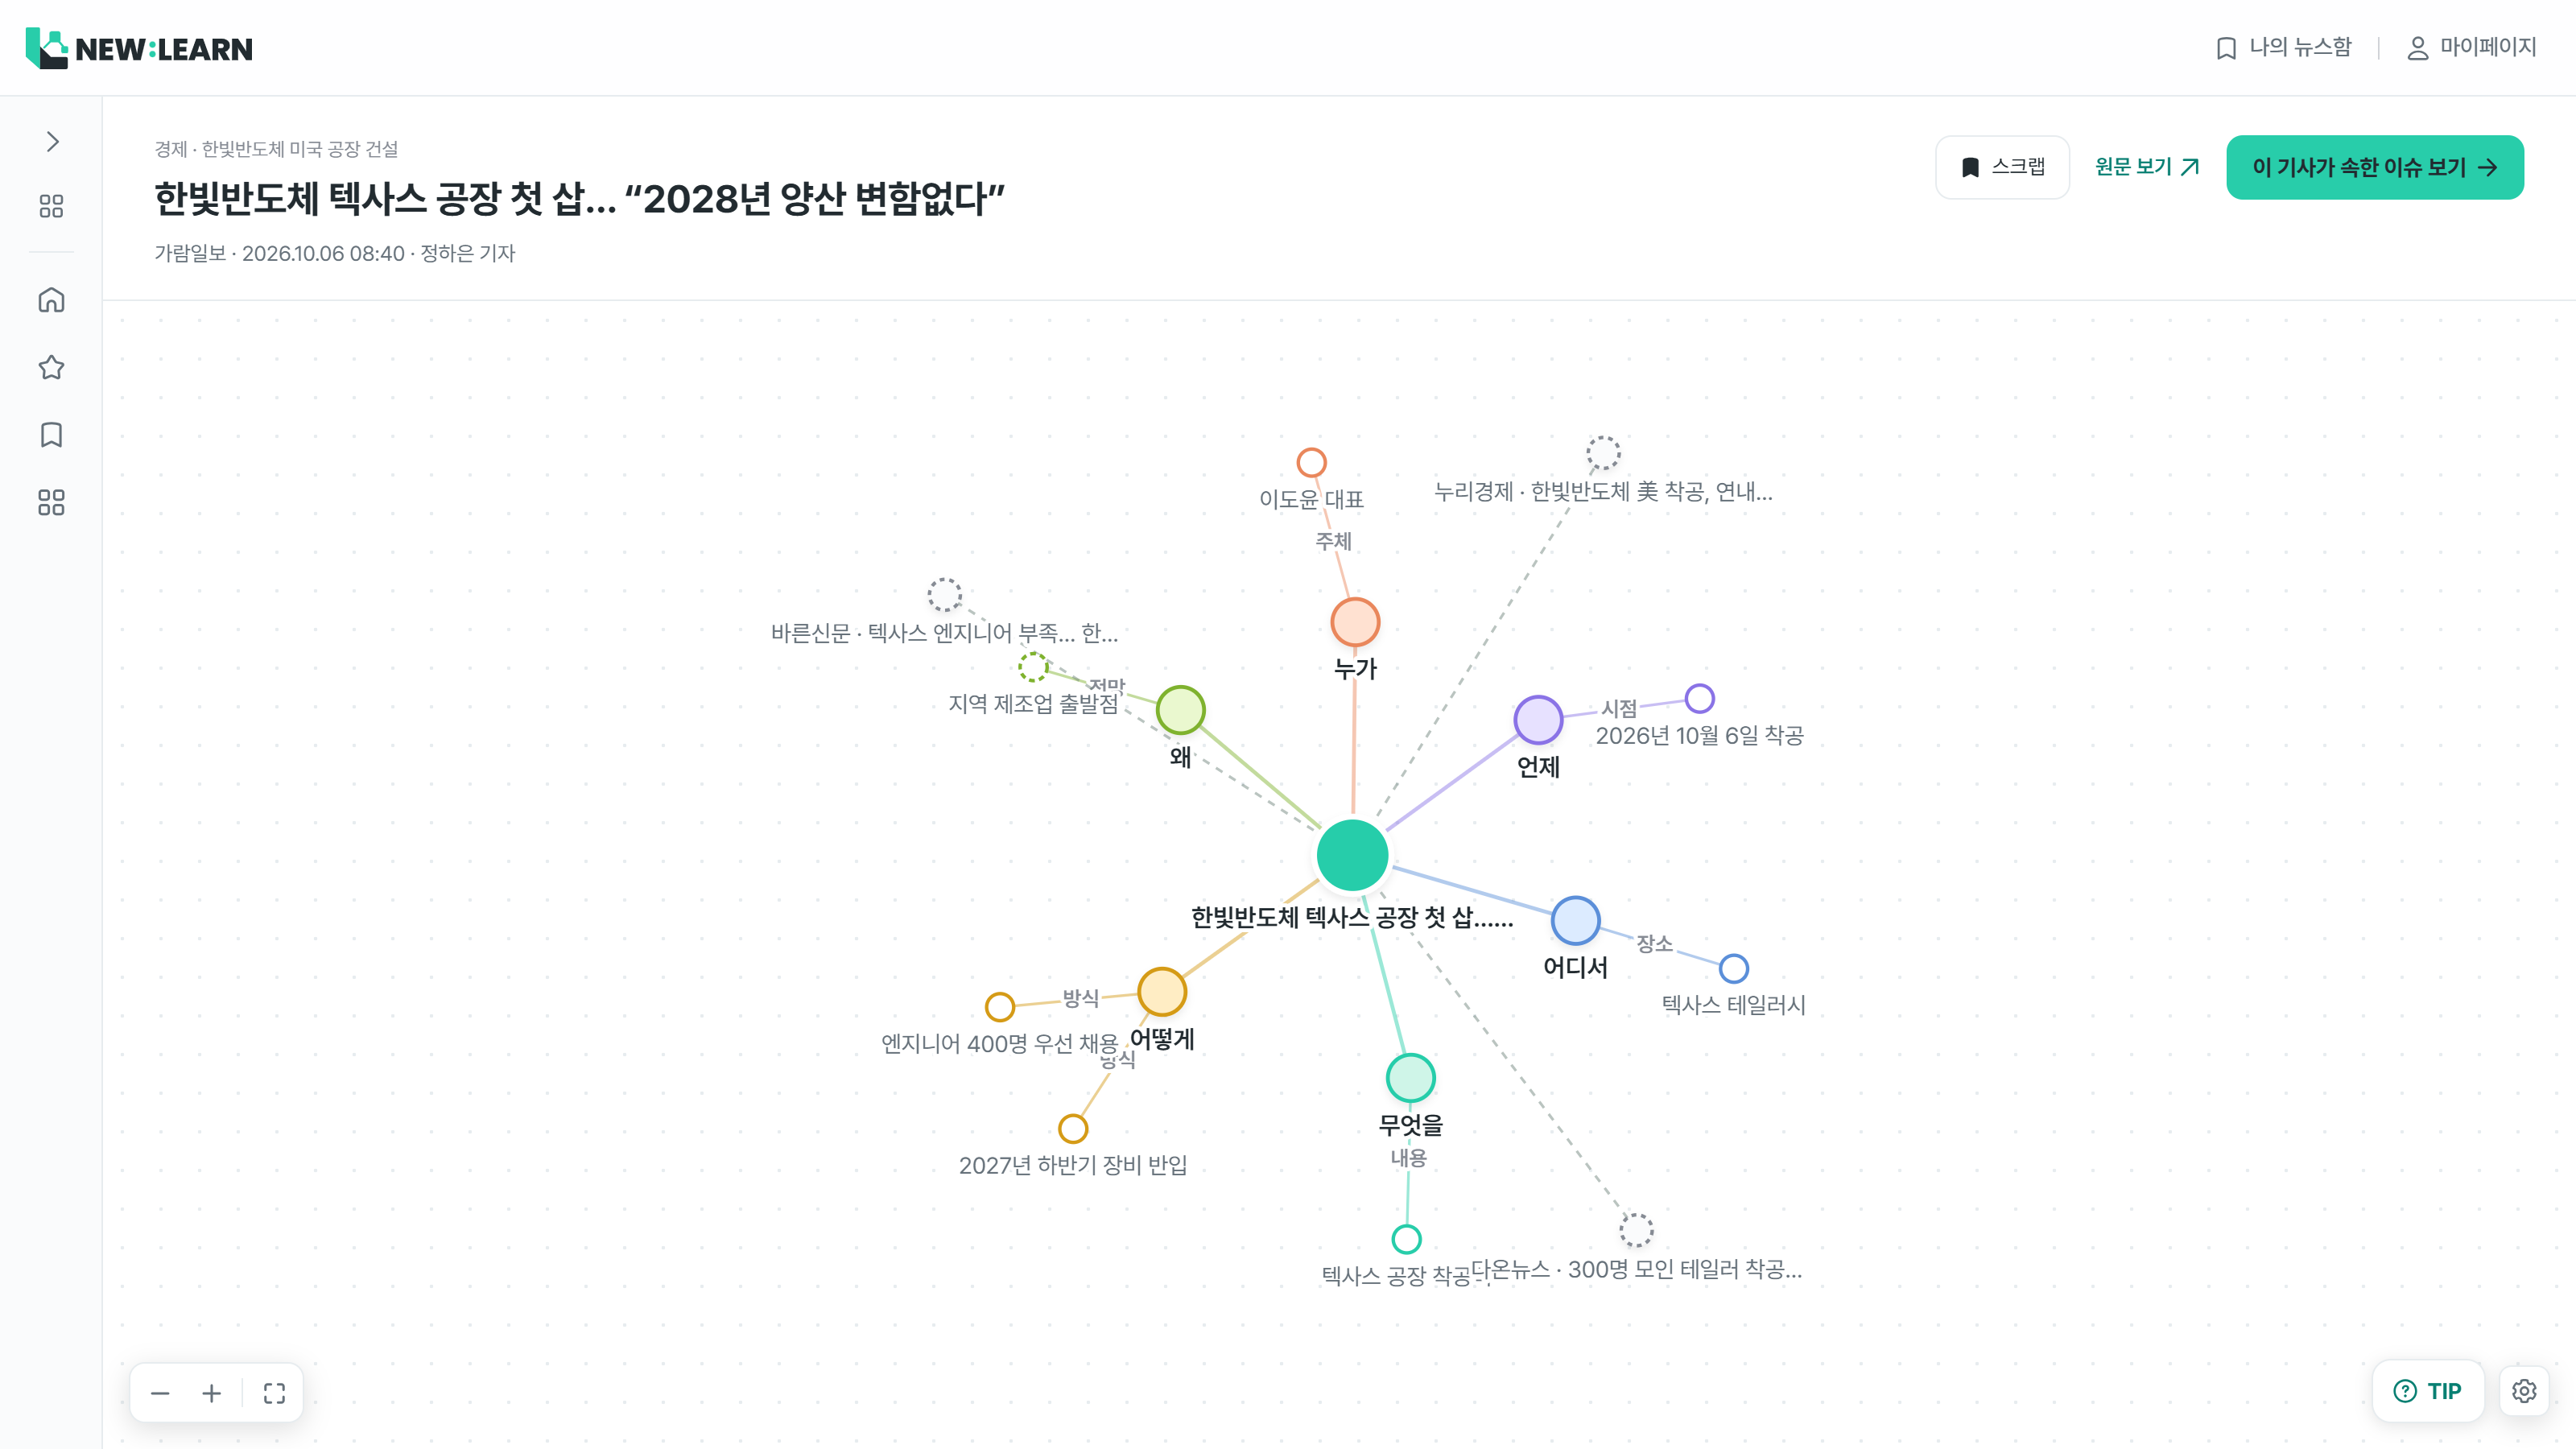 NEW:LEARN
나의 뉴스함
마이페이지
경제 · 한빛반도체 미국 공장 건설
한빛반도체 텍사스 공장 첫 삽… “2028년 양산 변함없다”
가람일보 · 2026.10.06 08:40 · 정하은 기자
스크랩
원문 보기
이 기사가 속한 이슈 보기
이도윤 대표
누리경제 · 한빛반도체 美 착공, 연내…
주체
바른신문 · 텍사스 엔지니어 부족… 한…
누가
전망
지역 제조업 출발점
시점
2026년 10월 6일 착공
왜
언제
한빛반도체 텍사스 공장 첫 삽……
장소
어디서
방식
텍사스 테일러시
엔지니어 400명 우선 채용
어떻게
방식
무엇을
내용
2027년 하반기 장비 반입
텍사스 공장 착공
다온뉴스 · 300명 모인 테일러 착공…
TIP